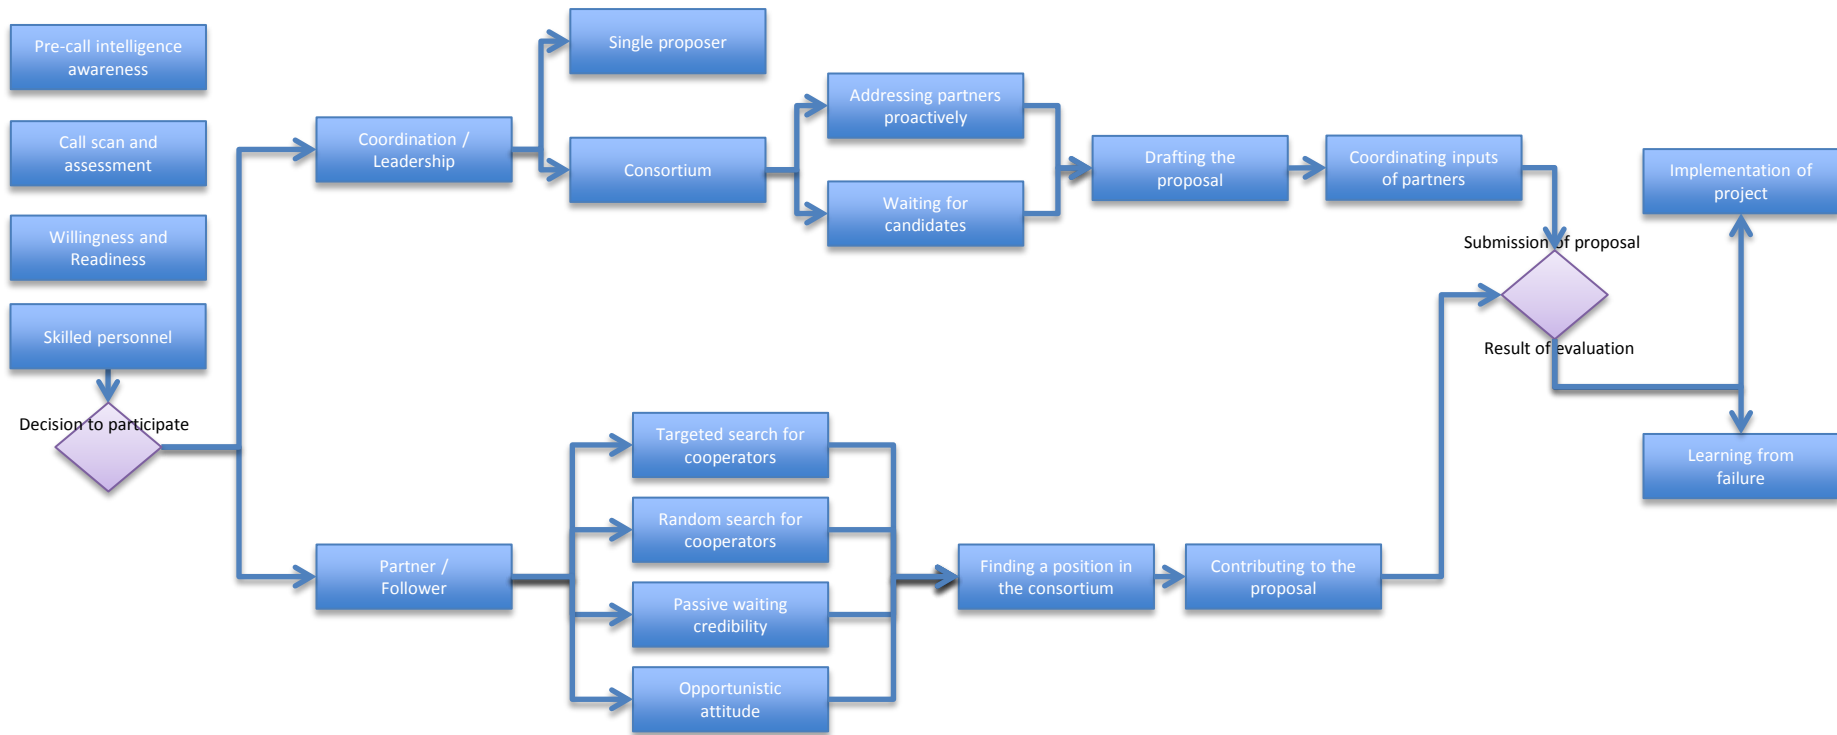 Pre-call intelligence
awareness
Call scan and
assessment
Willingness and
Readiness
Skilled personnel
Decision to participate
Coordination /
Leadership
Partner /
Follower
Single proposer
Consortium
Addressing partners
proactively
Waiting for
candidates
Drafting the
proposal
Coordinating inputs
of partners
Targeted search for
cooperators
Random search for
cooperators
Passive waiting
credibility
Opportunistic
attitude
Finding a position in
the consortium
Contributing to the
proposal
Submission of proposal
Result of evaluation
Implementation of
project
Learning from
failure